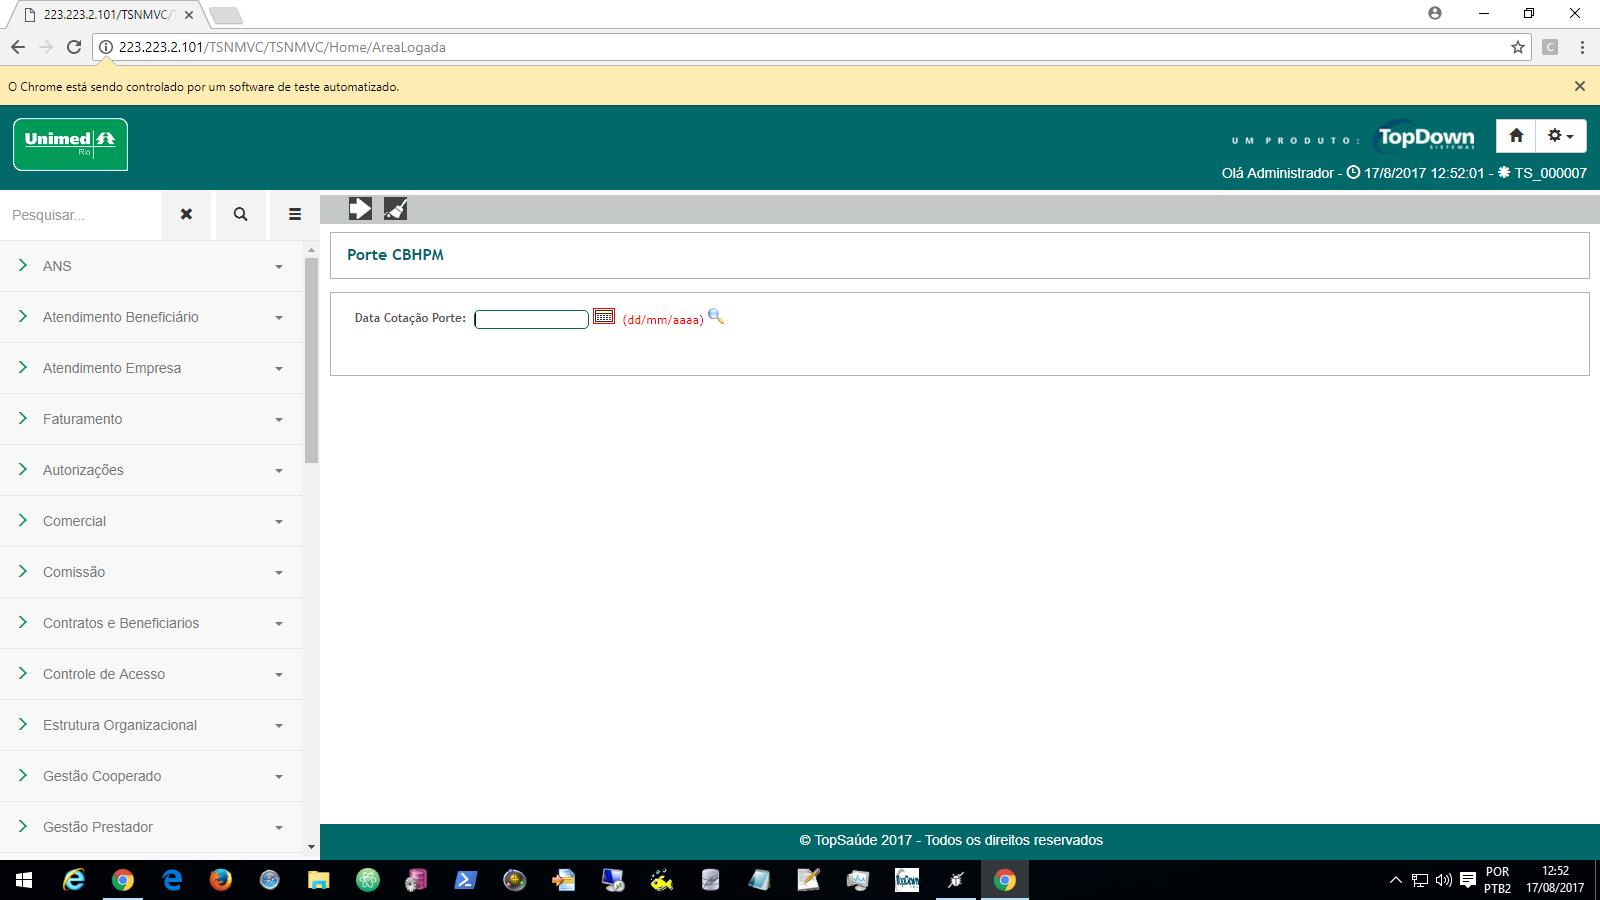 223.223.2.101/TSNMVC/
223.223.2.101/TSNMVC/TSNMVC/Home/AreaLogada
C
O Chrome está sendo controlado por um software de teste automatizado.
Unimed
Rio
UM PRODUTO:
TopDown
SISTEMAS
Olá Administrador - 17/8/2017 12:52:01 - TS_000007
Pesquisar...
ANS
Atendimento Beneficiário
Atendimento Empresa
Faturamento
Autorizações
Comercial
Comissão
Contratos e Beneficiarios
Controle de Acesso
Estrutura Organizacional
Gestão Cooperado
Gestão Prestador
Porte CBHPM
Data Cotação Porte: (dd/mm/aaaa)
© TopSaúde 2017 - Todos os direitos reservados
TopDown
POR
PTB2
12:52
17/08/2017